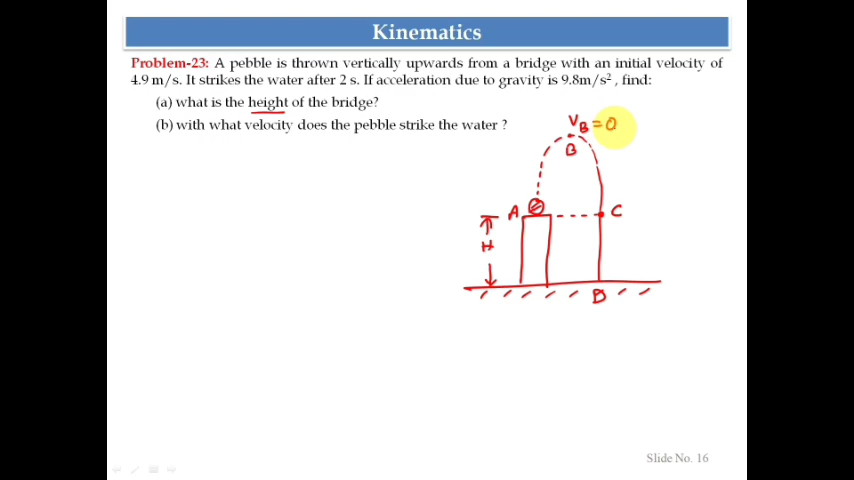 Kinematics
Problem-23: A pebble is thrown vertically upwards from a bridge with an initial velocity of
4.9 m/s. It strikes the water after 2 s. If acceleration due to gravity is 9.8m/s², find:
(a) what is the height of the bridge?
(b) with what velocity does the pebble strike the water ?
V_B = 0
B
A
C
H
D
Slide No. 16